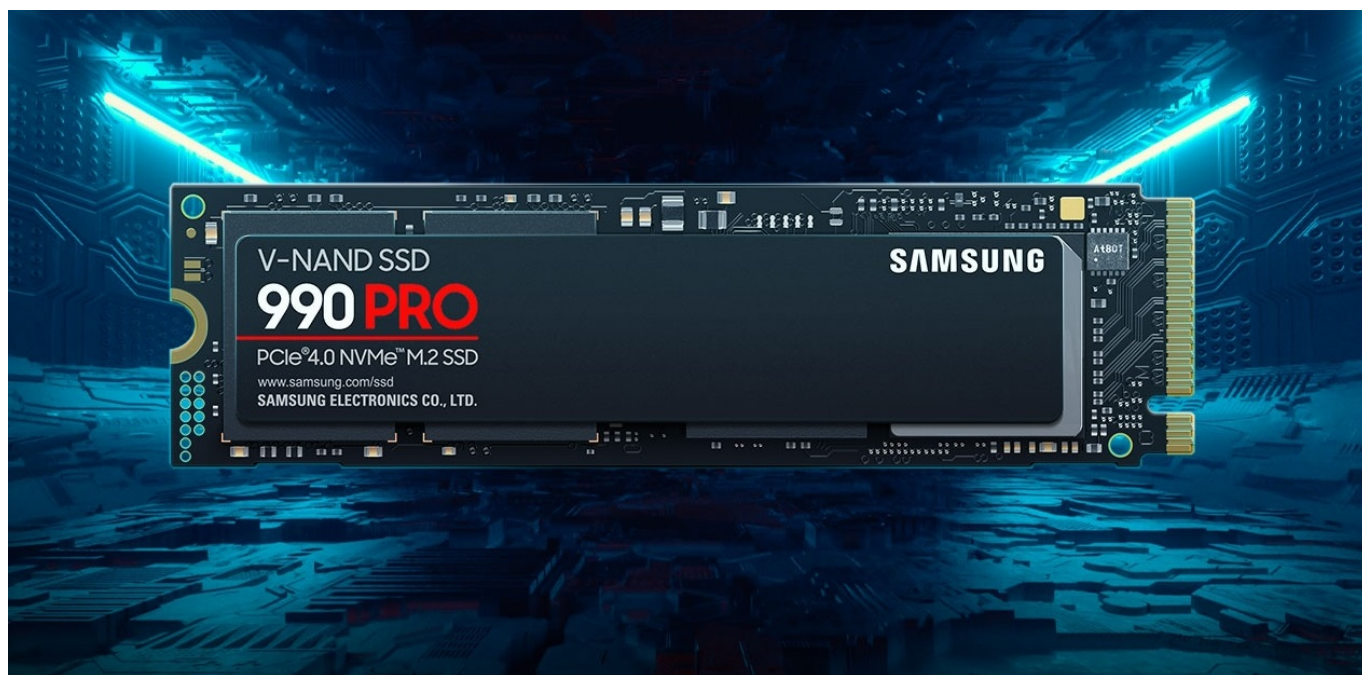 V-NAND SSD
SAMSUNG
990 PRO
PCIe®4.0 NVMe™ M.2 SSD
www.samsung.com/ssd
SAMSUNG ELECTRONICS CO., LTD.